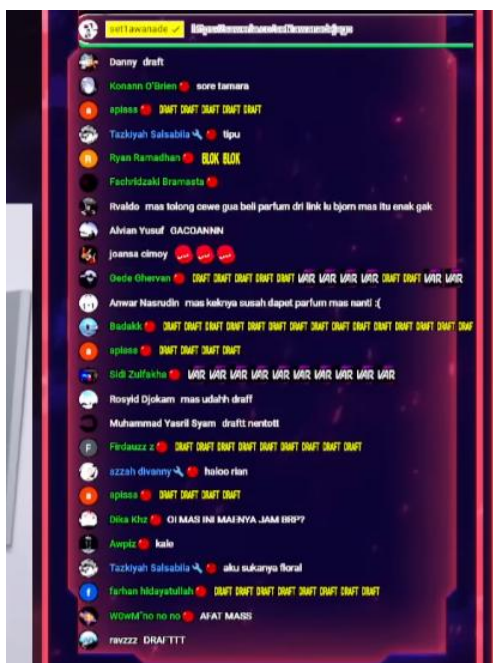 set1awanade
Danny draft
Konann O'Brien sore tamara
apisss DRAFT DRAFT DRAFT DRAFT DRAFT
Tazkiyah Salsabila tipu
Ryan Ramadhan BLOK BLOK
Fachridzaki Bramasta
Rvaldo mas tolong cewe gua beli parfum dri link lu bjorn mas itu enak gak
Alvian Yusuf GACOANNN
joansa cimoy
Gede Ghervan DRAFT DRAFT DRAFT DRAFT DRAFT VAR VAR VAR VAR DRAFT DRAFT VAR VAR
Anwar Nasrudin mas keknya susah dapet parfum mas nanti :(
Badakk DRAFT DRAFT DRAFT DRAFT DRAFT DRAFT DRAFT DRAFT DRAFT DRAFT DRAFT DRAFT DRAFT DRAF
apisss DRAFT DRAFT DRAFT DRAFT
Sidi Zulfakha VAR VAR VAR VAR VAR VAR VAR VAR VAR VAR
Rosyid Djokam mas udahh draff
Muhammad Yasril Syam draftt nentott
F Firdauzz z DRAFT DRAFT DRAFT DRAFT DRAFT DRAFT DRAFT DRAFT DRAFT
azzah divanny haloo rian
apisss DRAFT DRAFT DRAFT DRAFT
Dika Khz OI MAS INI MAENYA JAM BRP?
Awpiz kale
Tazkiyah Salsabila aku sukanya floral
f farhan hidayatullah DRAFT DRAFT DRAFT DRAFT DRAFT DRAFT DRAFT DRAFT
W0wM"no no no AFAT MASS
ravzzz DRAFTTT